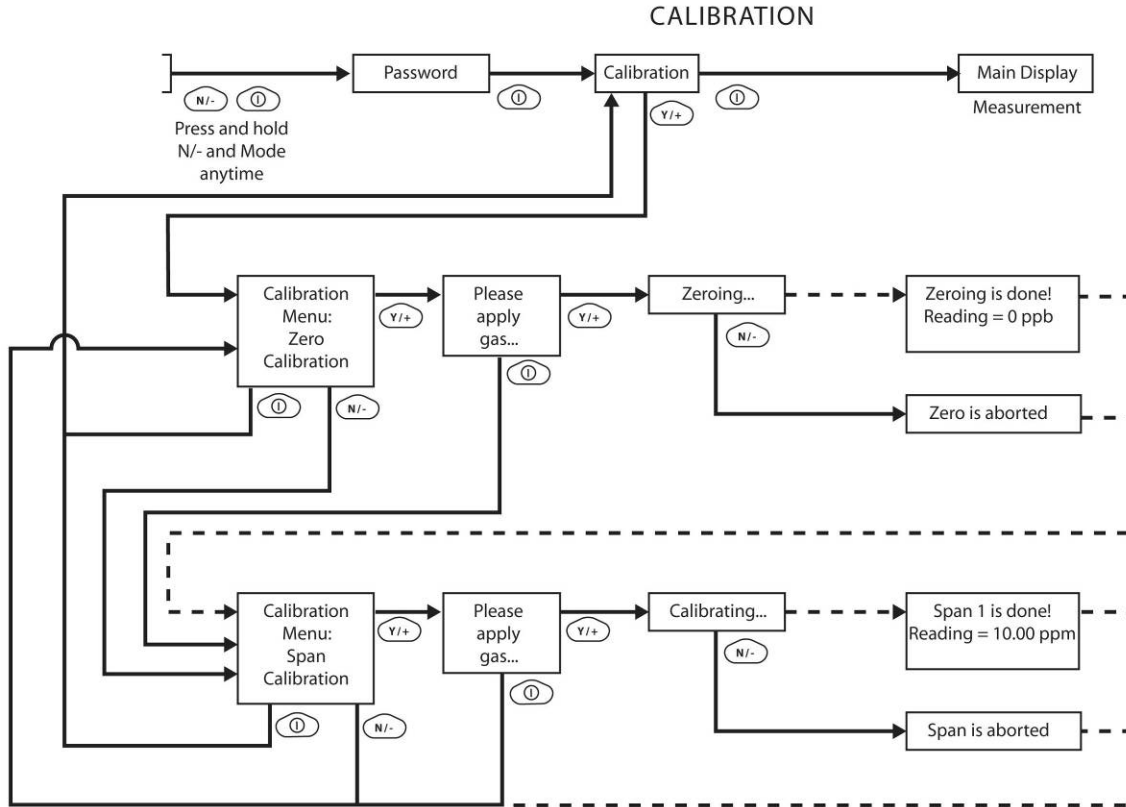 CALIBRATION
Password
Calibration
Main Display
N/-
Y/+
Measurement
Press and hold
N/- and Mode
anytime
Calibration
Menu:
Zero
Calibration
Y/+
Please
apply
gas...
Y/+
Zeroing...
Zeroing is done!
Reading = 0 ppb
N/-
N/-
Zero is aborted
Calibration
Menu:
Span
Calibration
Y/+
Please
apply
gas...
Y/+
Calibrating...
Span 1 is done!
Reading = 10.00 ppm
N/-
N/-
Span is aborted